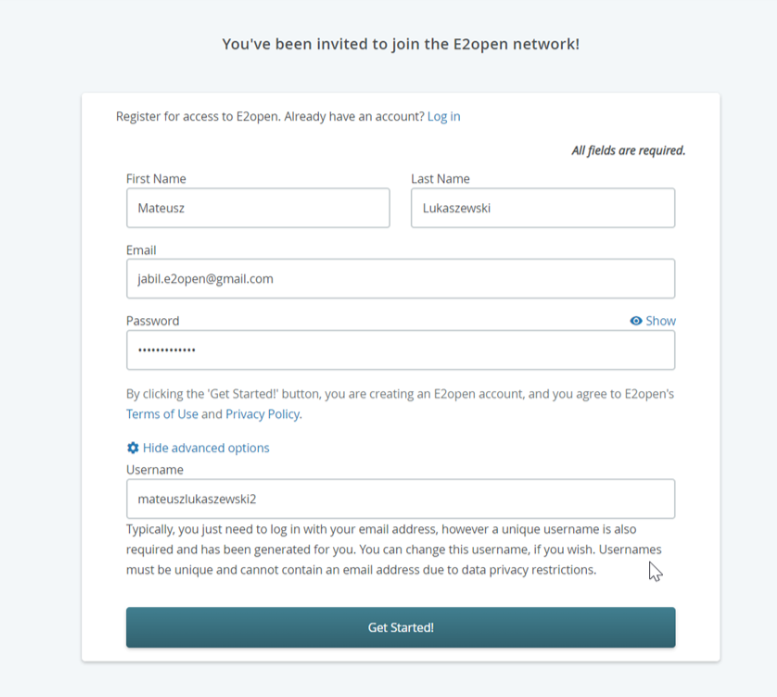 You've been invited to join the E2open network!
Register for access to E2open. Already have an account? Log in
All fields are required.
First Name
Last Name
Mateusz
Lukaszewski
Email
jabil.e2open@gmail.com
Password
Show
•••••••••••••
By clicking the 'Get Started!' button, you are creating an E2open account, and you agree to E2open's
Terms of Use and Privacy Policy.
Hide advanced options
Username
mateuszlukaszewski2
Typically, you just need to log in with your email address, however a unique username is also
required and has been generated for you. You can change this username, if you wish. Usernames
must be unique and cannot contain an email address due to data privacy restrictions.
Get Started!